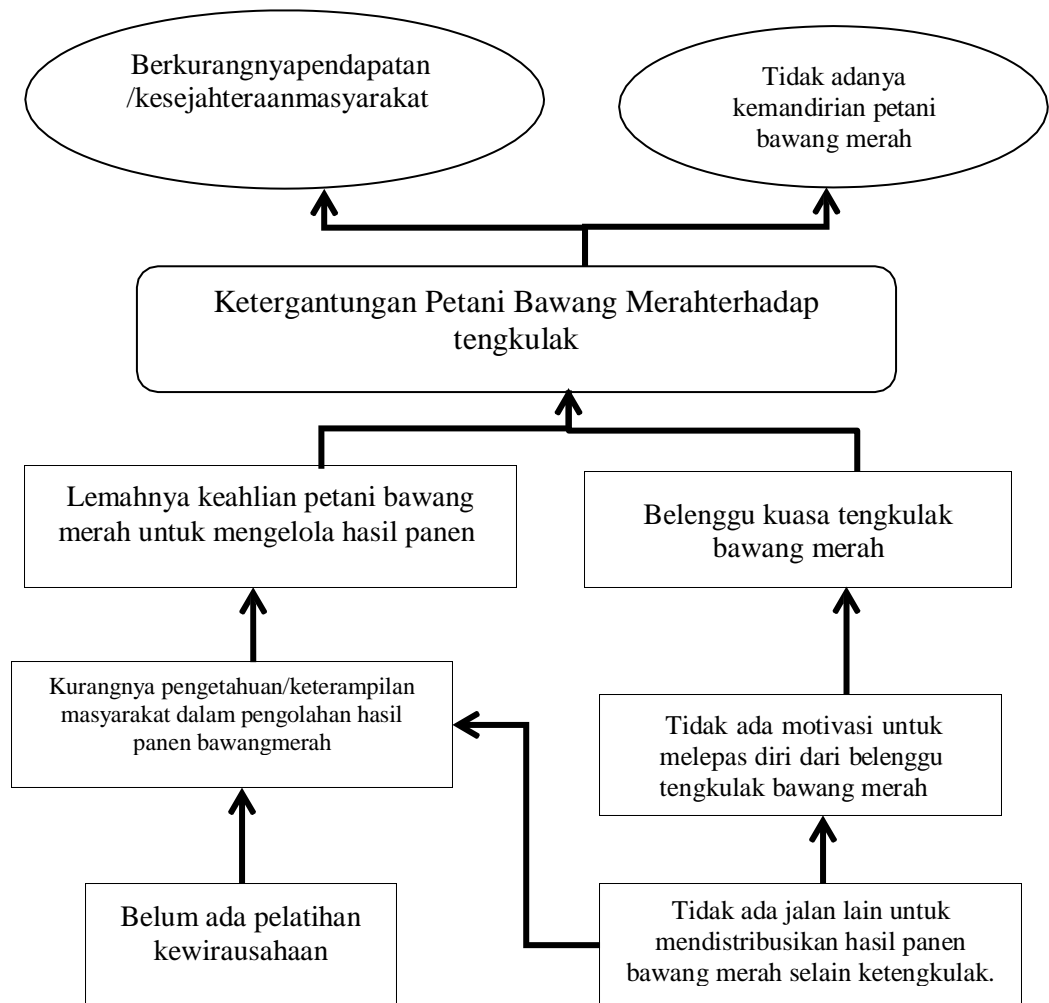 Berkurangnyapendapatan
/kesejahteraanmasyarakat
Tidak adanya
kemandirian petani
bawang merah
Ketergantungan Petani Bawang Merahterhadap
tengkulak
Lemahnya keahlian petani bawang
merah untuk mengelola hasil panen
Belenggu kuasa tengkulak
bawang merah
Kurangnya pengetahuan/keterampilan
masyarakat dalam pengolahan hasil
panen bawangmerah
Tidak ada motivasi untuk
melepas diri dari belenggu
tengkulak bawang merah
Belum ada pelatihan
kewirausahaan
Tidak ada jalan lain untuk
mendistribusikan hasil panen
bawang merah selain ketengkulak.